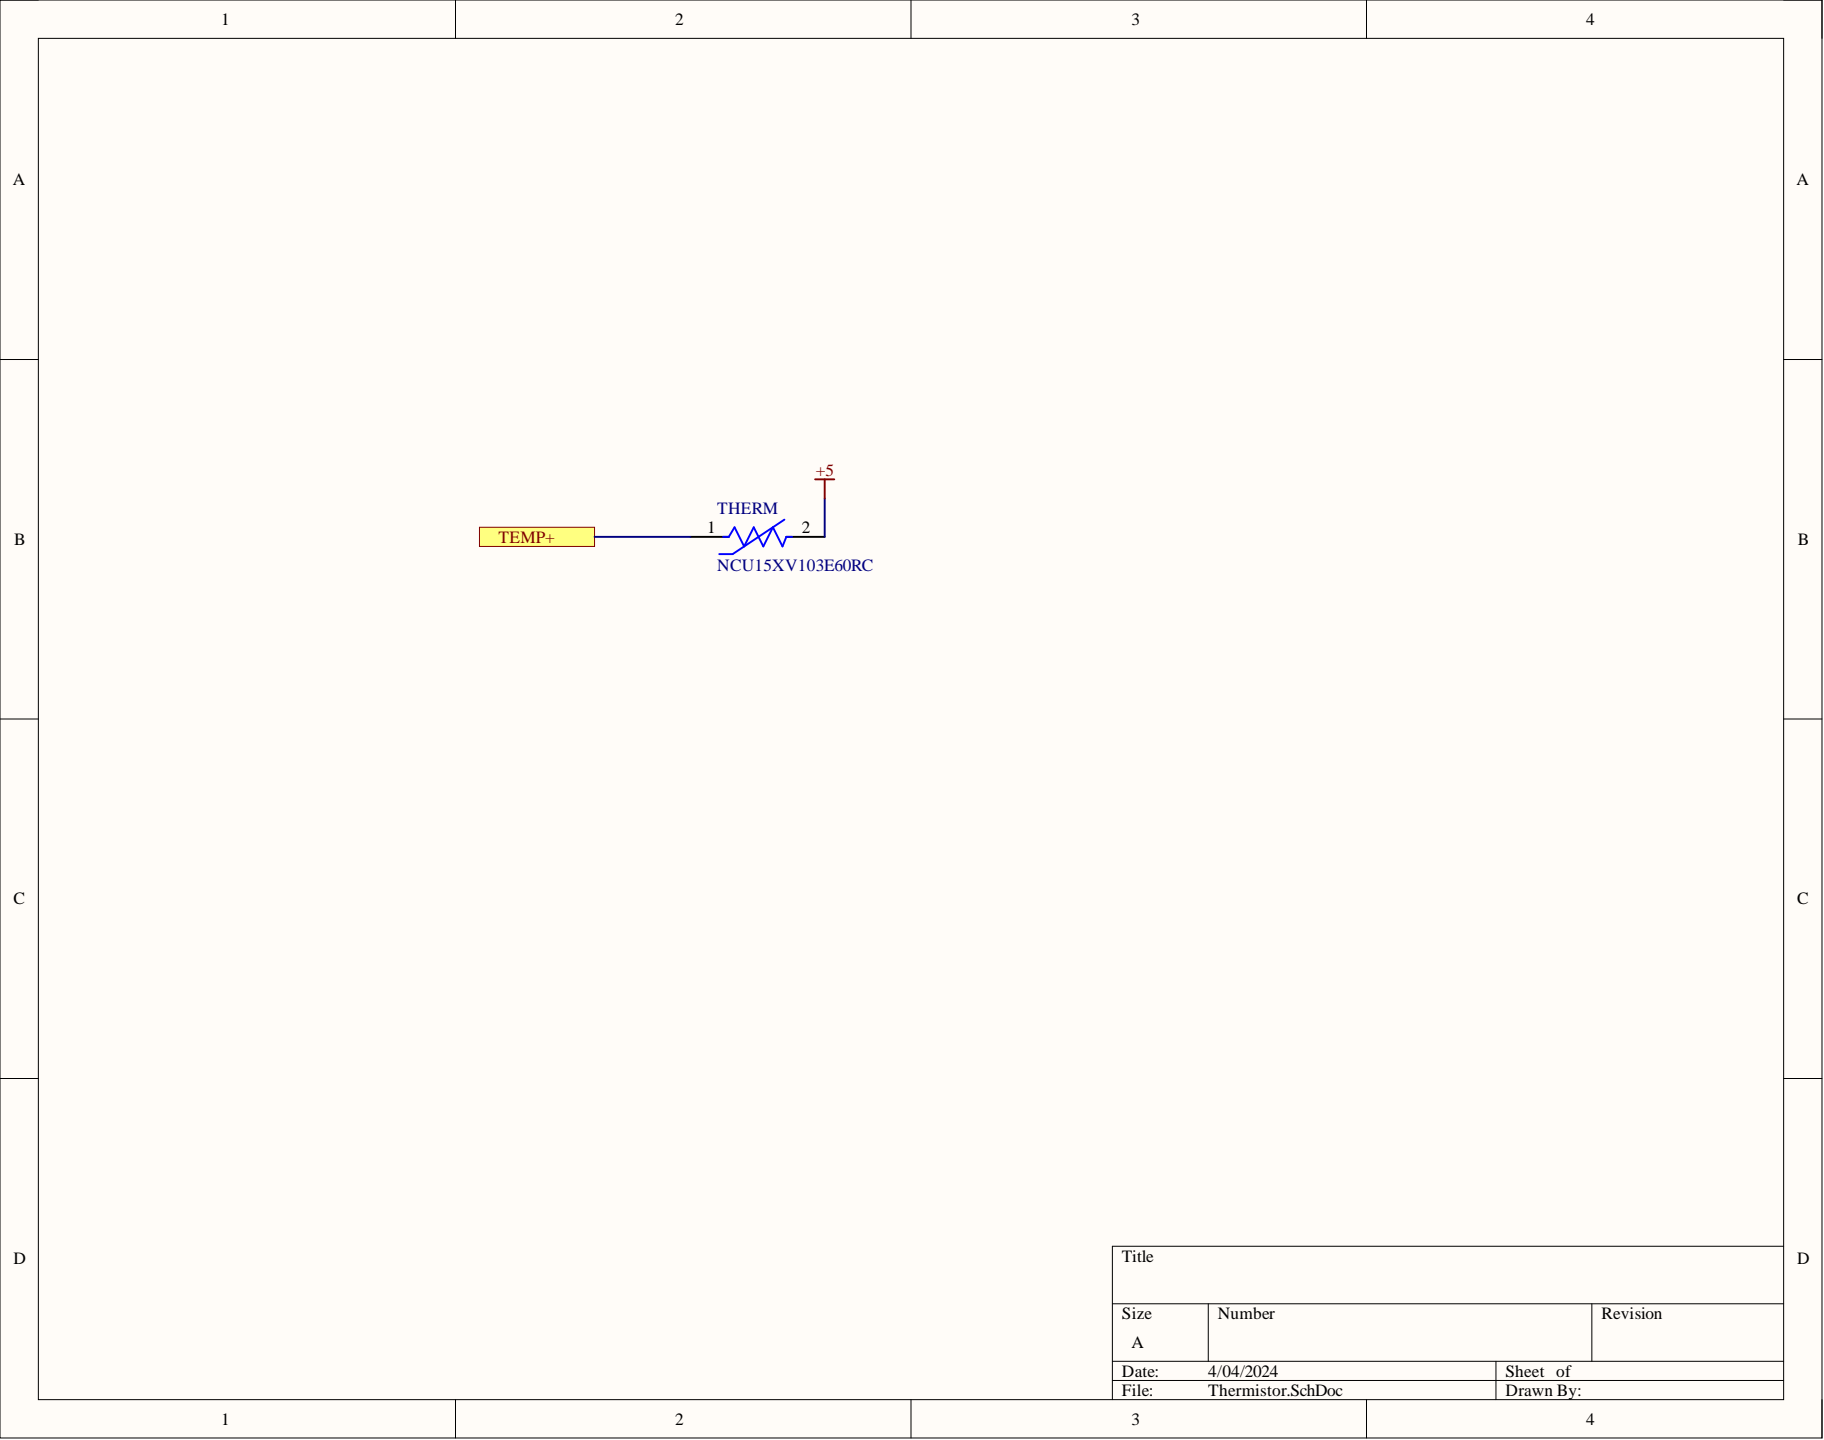 1 2 3 4
A A
+5
THERM
1 2
B TEMP+ B
NCU15XV103E60RC
C C
D D
Title
Size Number Revision
A
Date: 4/04/2024 Sheet of
File: Thermistor.SchDoc Drawn By:
1 2 3 4